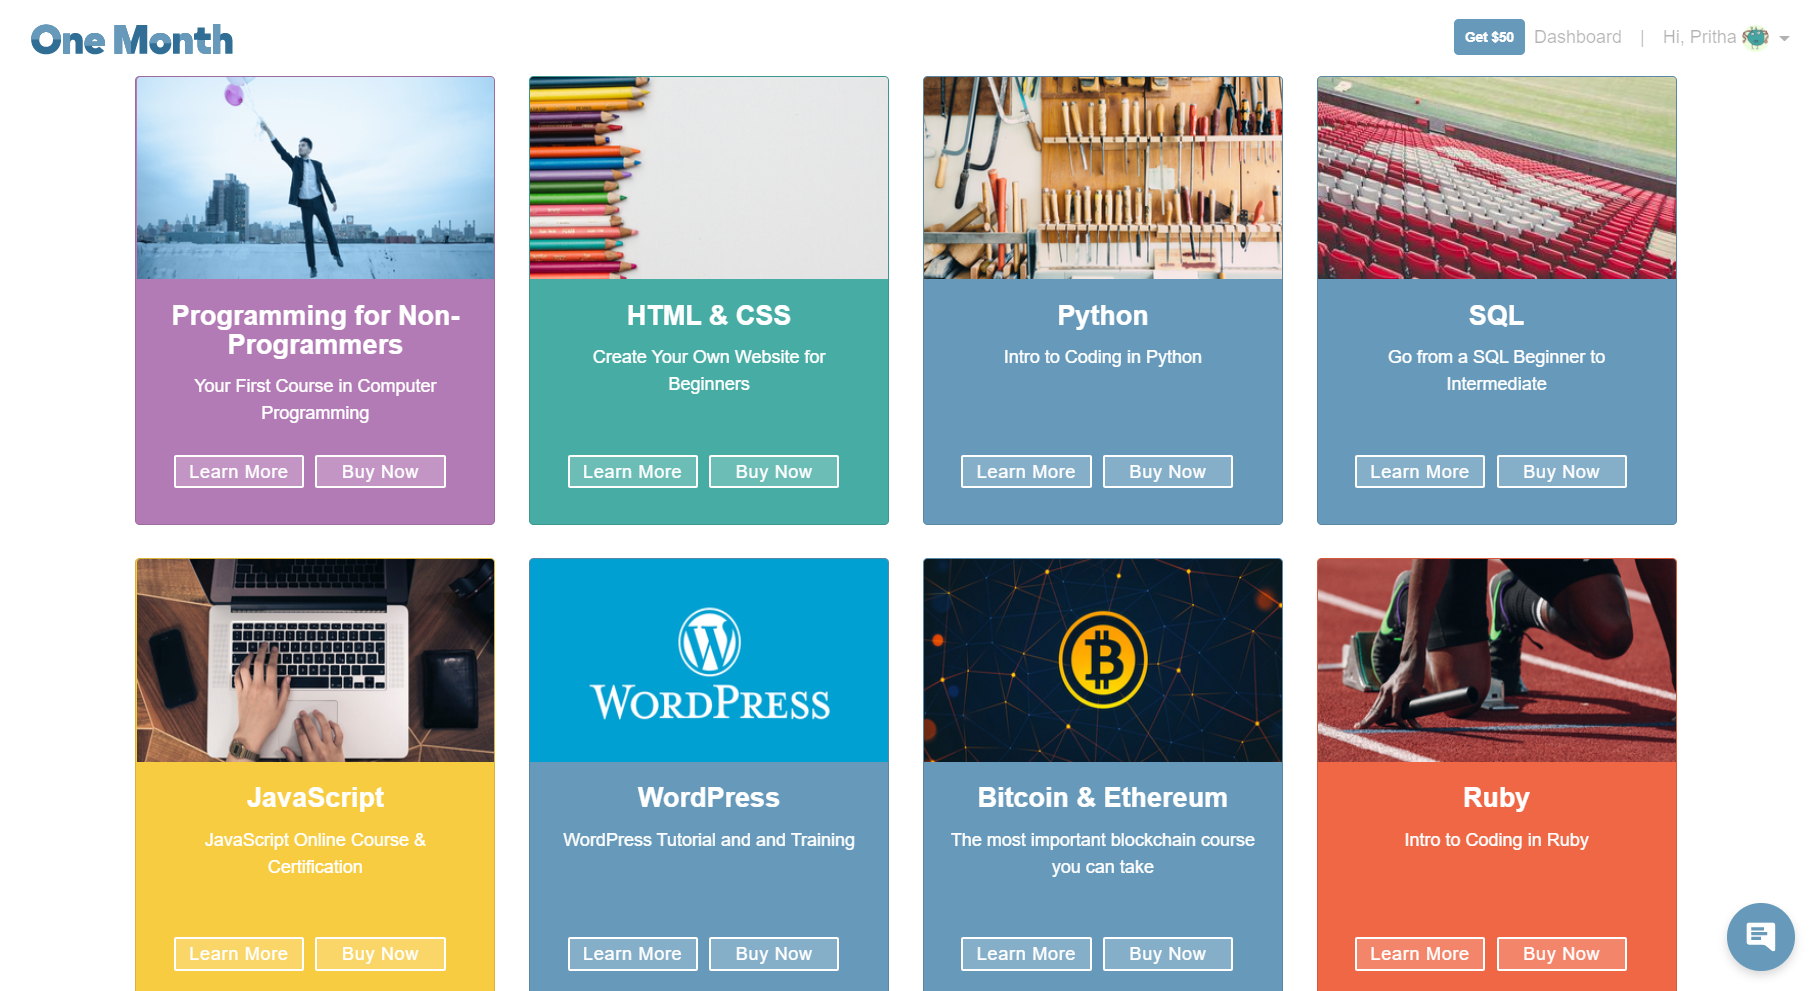 One Month
Get $50
Dashboard | Hi, Pritha
Programming for Non-
Programmers
Your First Course in Computer
Programming
Learn More
Buy Now
HTML & CSS
Create Your Own Website for
Beginners
Learn More
Buy Now
Python
Intro to Coding in Python
Learn More
Buy Now
SQL
Go from a SQL Beginner to
Intermediate
Learn More
Buy Now
JavaScript
JavaScript Online Course &
Certification
Learn More
Buy Now
W
WORDPRESS
WordPress
WordPress Tutorial and and Training
Learn More
Buy Now
Bitcoin & Ethereum
The most important blockchain course
you can take
Learn More
Buy Now
Ruby
Intro to Coding in Ruby
Learn More
Buy Now